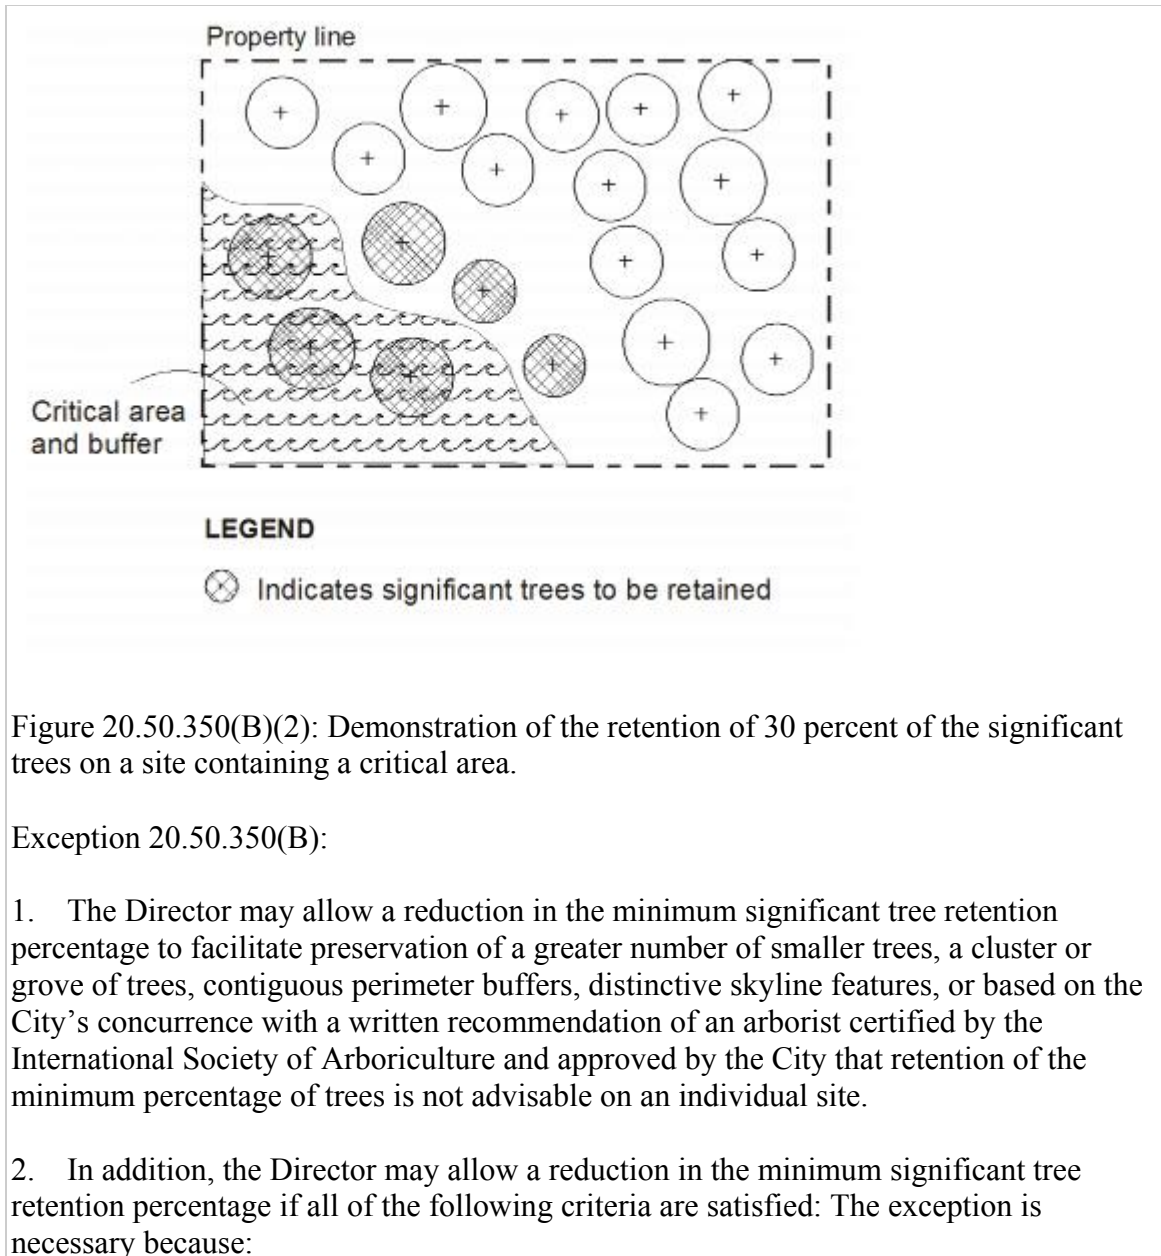 Property line
Critical area
and buffer
LEGEND
Indicates significant trees to be retained
Figure 20.50.350(B)(2): Demonstration of the retention of 30 percent of the significant
trees on a site containing a critical area.
Exception 20.50.350(B):
1. The Director may allow a reduction in the minimum significant tree retention
percentage to facilitate preservation of a greater number of smaller trees, a cluster or
grove of trees, contiguous perimeter buffers, distinctive skyline features, or based on the
City’s concurrence with a written recommendation of an arborist certified by the
International Society of Arboriculture and approved by the City that retention of the
minimum percentage of trees is not advisable on an individual site.
2. In addition, the Director may allow a reduction in the minimum significant tree
retention percentage if all of the following criteria are satisfied: The exception is
necessary because: